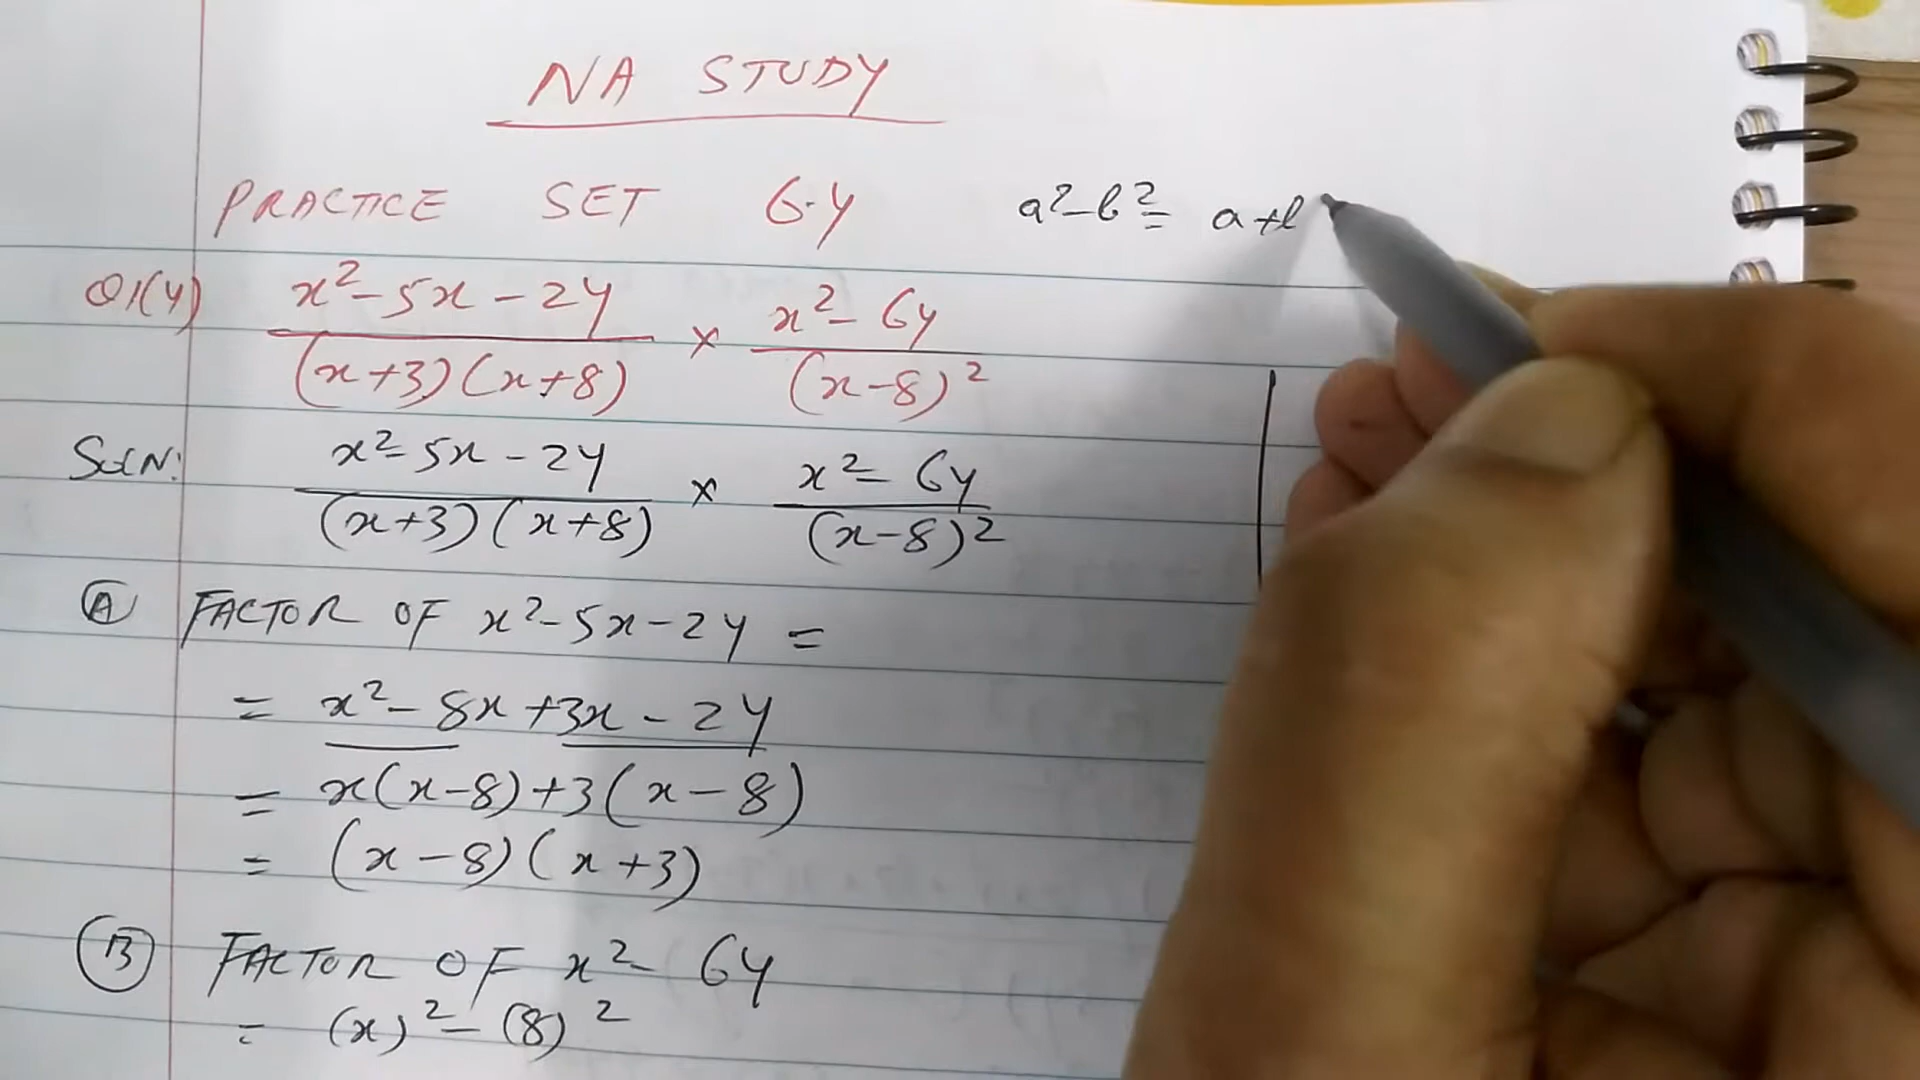 NA STUDY
PRACTICE SET 6.4
a²-b² = a+b
Q1(4) x²-5x-24 / (x+3)(x+8) × x²-64 / (x-8)²
SOLN: x²-5x-24 / (x+3)(x+8) × x²-64 / (x-8)²
(A) FACTOR OF x²-5x-24 =
= x²-8x+3x-24
= x(x-8)+3(x-8)
= (x-8)(x+3)
(B) FACTOR OF x²-64
= (x)²-(8)²